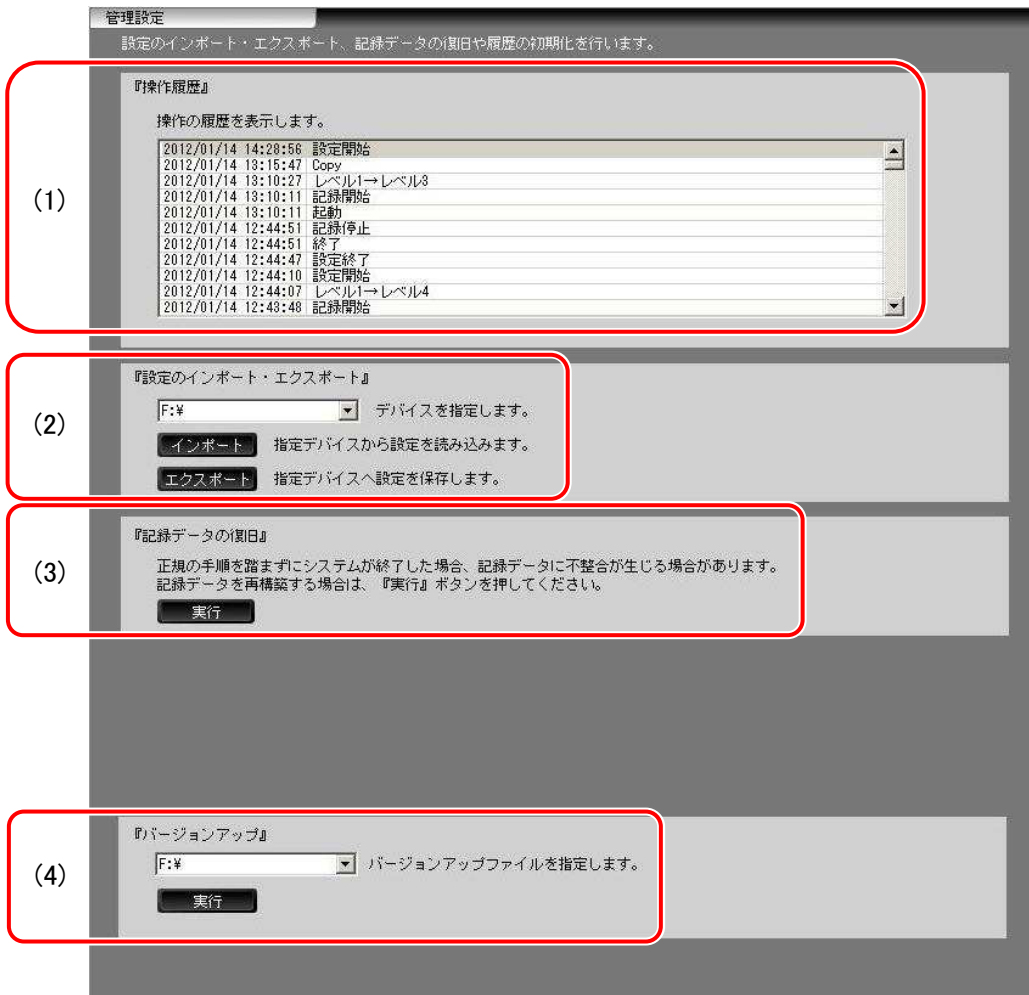 管理設定
設定のインポート・エクスポート、記録データの復旧や履歴の初期化を行います。
(1)
『操作履歴』
操作の履歴を表示します。
2012/01/14 14:28:56 設定開始
2012/01/14 13:15:47 Copy
2012/01/14 13:10:27 レベル1→レベル3
2012/01/14 13:10:11 記録開始
2012/01/14 13:10:11 起動
2012/01/14 12:44:51 記録停止
2012/01/14 12:44:51 終了
2012/01/14 12:44:47 設定終了
2012/01/14 12:44:10 設定開始
2012/01/14 12:44:07 レベル1→レベル4
2012/01/14 12:43:48 記録開始
(2)
『設定のインポート・エクスポート』
F:¥ デバイスを指定します。
インポート 指定デバイスから設定を読み込みます。
エクスポート 指定デバイスへ設定を保存します。
(3)
『記録データの復旧』
正規の手順を踏まずにシステムが終了した場合、記録データに不整合が生じる場合があります。
記録データを再構築する場合は、『実行』ボタンを押してください。
実行
(4)
『バージョンアップ』
F:¥ バージョンアップファイルを指定します。
実行